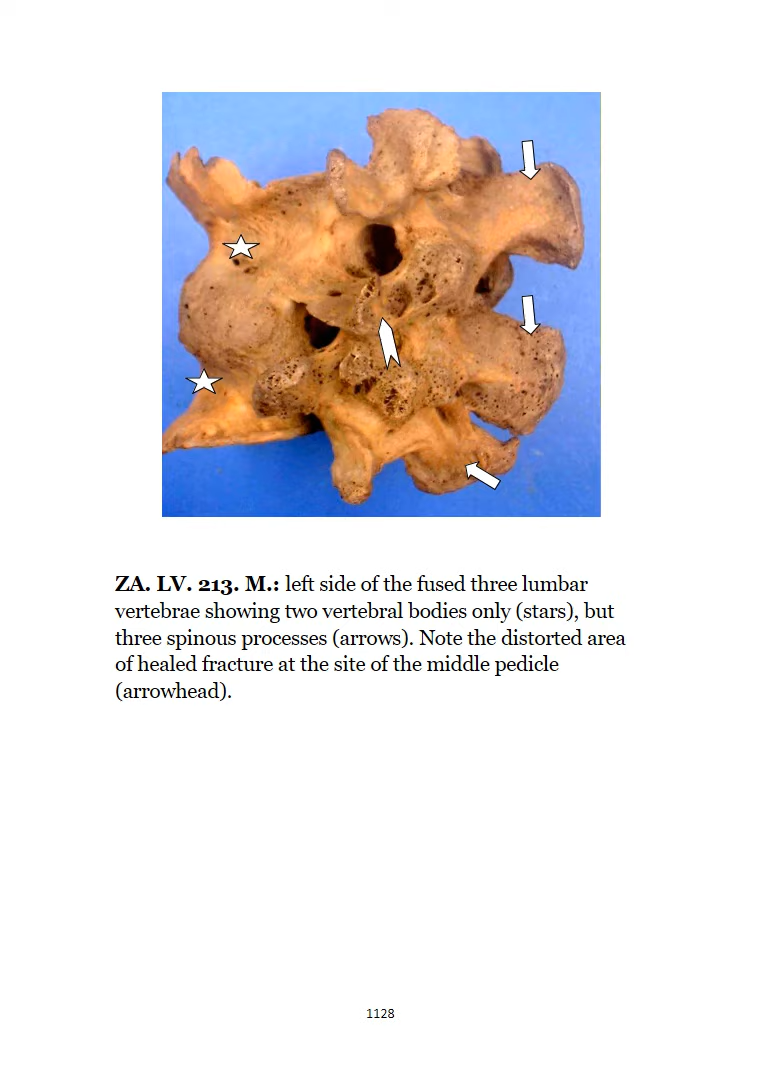 ZA. LV. 213. M.: left side of the fused three lumbar
vertebrae showing two vertebral bodies only (stars), but
three spinous processes (arrows). Note the distorted area
of healed fracture at the site of the middle pedicle
(arrowhead).
1128